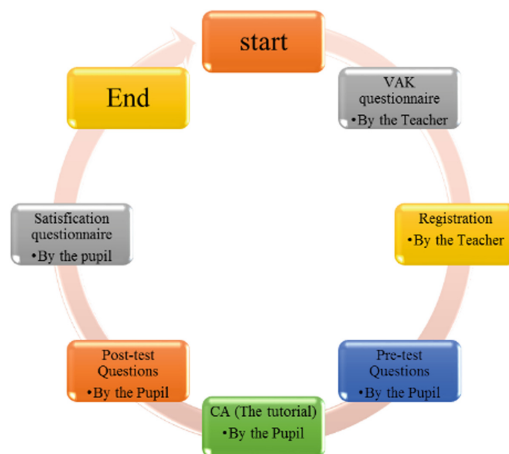 start
VAK
questionnaire
•By the Teacher
Registration
•By the Teacher
Pre-test
Questions
•By the Pupil
CA (The tutorial)
•By the Pupil
Post-test
Questions
•By the Pupil
Satisfication
questionnaire
•By the pupil
End